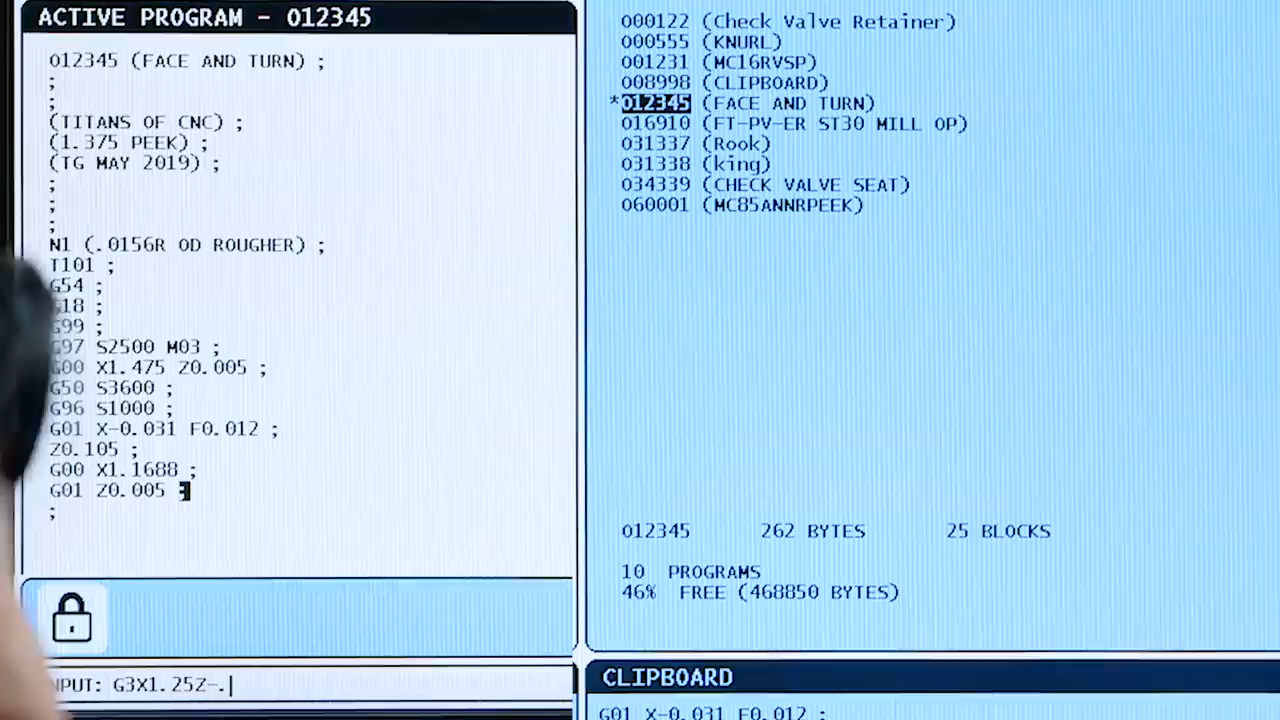 ACTIVE PROGRAM - O12345
O12345 (FACE AND TURN) ;
;
;
(TITANS OF CNC) ;
(1.375 PEEK) ;
(TG MAY 2019) ;
;
;
;
N1 (.0156R OD ROUGHER) ;
T101 ;
G54 ;
G18 ;
G99 ;
G97 S2500 M03 ;
G00 X1.475 Z0.005 ;
G50 S3600 ;
G96 S1000 ;
G01 X-0.031 F0.012 ;
Z0.105 ;
G00 X1.1688 ;
G01 Z0.005 ;
;
INPUT: G3X1.25Z-.
O00122 (Check Valve Retainer)
O00555 (KNURL)
O01231 (MC16RVSP)
O08998 (CLIPBOARD)
*O12345 (FACE AND TURN)
O16910 (FT-PV-ER ST30 MILL OP)
O31337 (Rook)
O31338 (king)
O34339 (CHECK VALVE SEAT)
O60001 (MC85ANNRPEEK)
O12345 262 BYTES 25 BLOCKS
10 PROGRAMS
46% FREE (468850 BYTES)
CLIPBOARD
G01 X-0.031 F0.012 ;